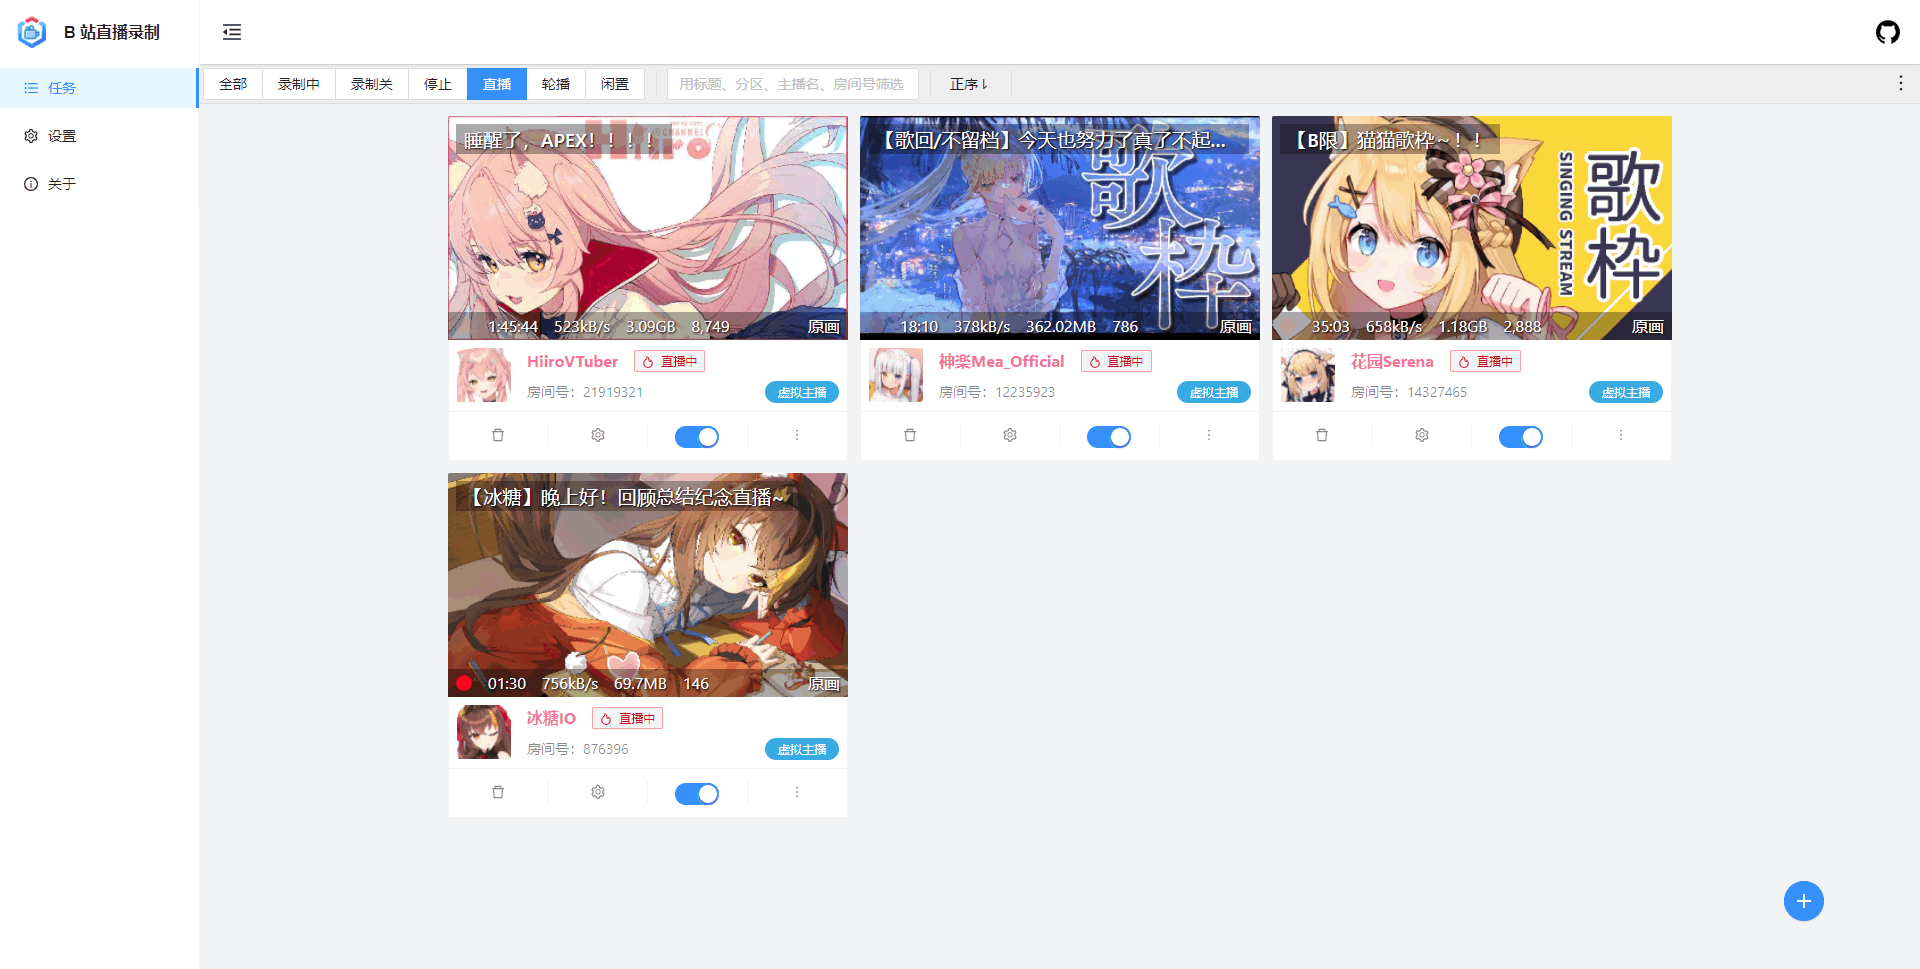 B 站直播录制
任务
设置
关于
全部 录制中 录制关 停止 直播 轮播 闲置 用标题、分区、主播名、房间号筛选 正序
睡醒了，APEX！！！！
Hiiro
1:45:44 523kB/s 3.09GB 8,749 原画
HiiroVTuber 直播中
房间号：21919321 虚拟主播
【歌回/不留档】今天也努力了真了不起...
歌枠
18:10 378kB/s 362.02MB 786 原画
神楽Mea_Official 直播中
房间号：12235923 虚拟主播
【B限】猫猫歌枠~！！
歌枠
SINGING STREAM
35:03 658kB/s 1.18GB 2,888 原画
花园Serena 直播中
房间号：14327465 虚拟主播
【冰糖】晚上好！回顾总结纪念直播~
01:30 756kB/s 69.7MB 146 原画
冰糖IO 直播中
房间号：876396 虚拟主播